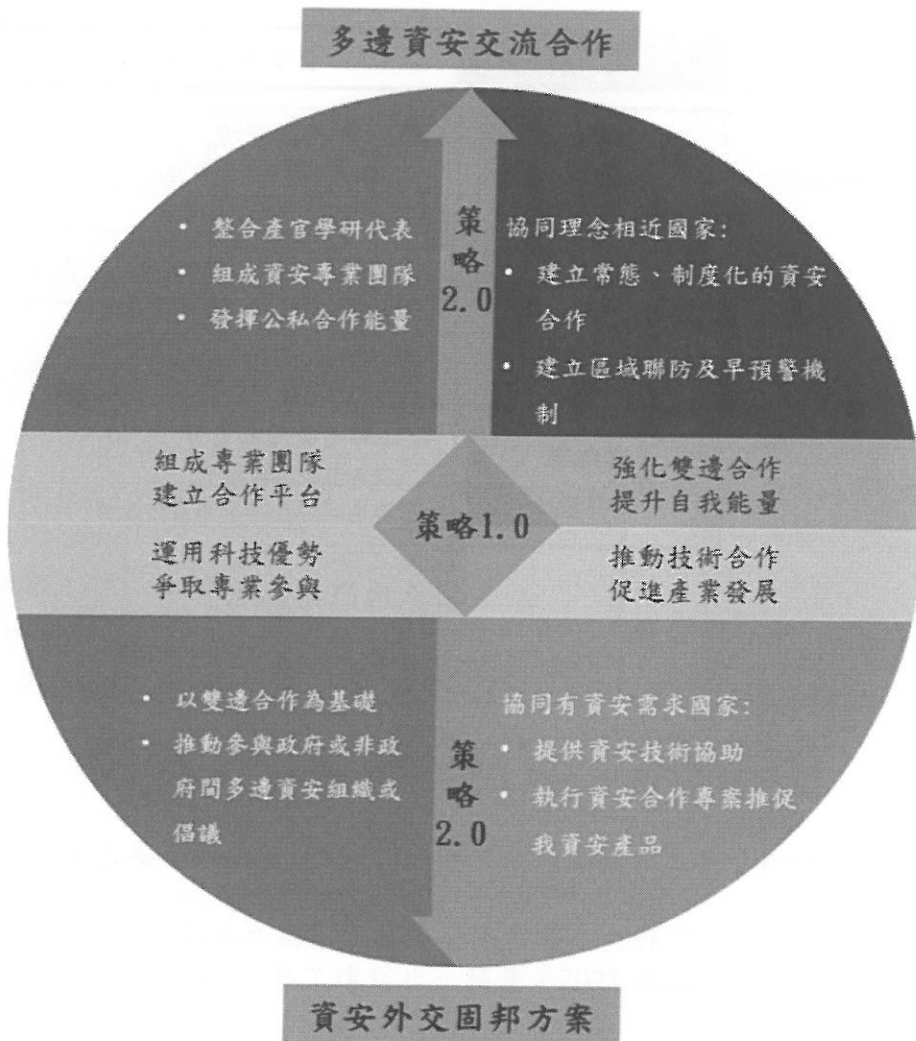 多邊資安交流合作
• 整合產官學研代表
• 組成資安專業團隊
• 發揮公私合作能量
策
略
2.0
協同理念相近國家:
• 建立常態、制度化的資安
合作
• 建立區域聯防及早預警機
制
組成專業團隊
建立合作平台
強化雙邊合作
提升自我能量
策略1.0
運用科技優勢
爭取專業參與
推動技術合作
促進產業發展
• 以雙邊合作為基礎
• 推動參與政府或非政
府間多邊資安組織或
倡議
策
略
2.0
協同有資安需求國家:
• 提供資安技術協助
• 執行資安合作專案推促
我資安產品
資安外交固邦方案